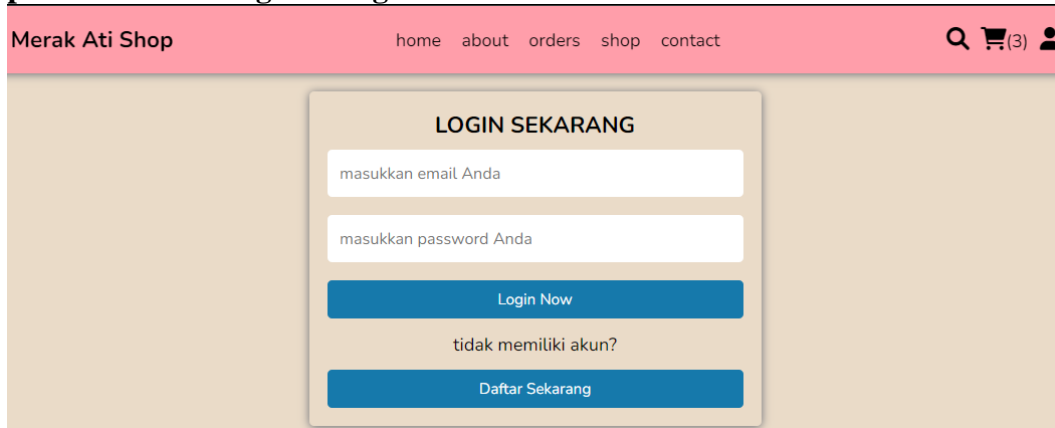 Merak Ati Shop home about orders shop contact (3)
LOGIN SEKARANG
masukkan email Anda
masukkan password Anda
Login Now
tidak memiliki akun?
Daftar Sekarang